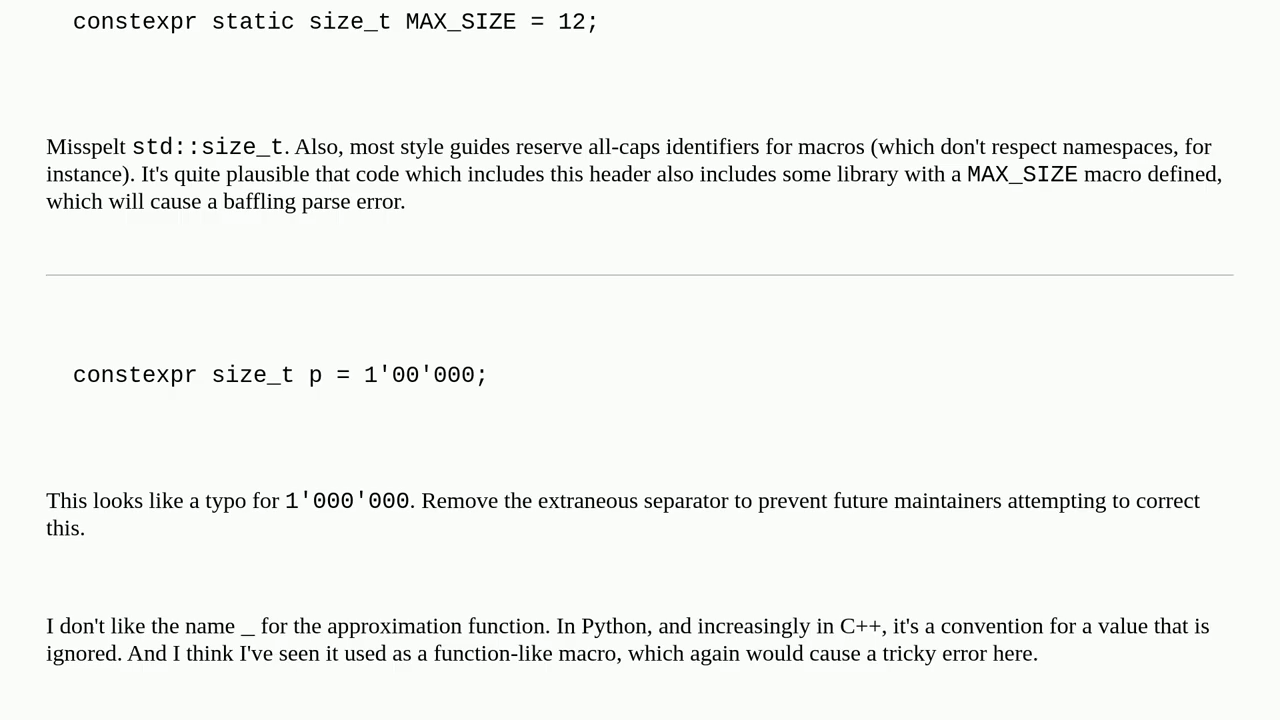 constexpr static size_t MAX_SIZE = 12;
Misspelt std::size_t. Also, most style guides reserve all-caps identifiers for macros (which don't respect namespaces, for
instance). It's quite plausible that code which includes this header also includes some library with a MAX_SIZE macro defined,
which will cause a baffling parse error.
constexpr size_t p = 1'00'000;
This looks like a typo for 1'000'000. Remove the extraneous separator to prevent future maintainers attempting to correct
this.
I don't like the name _ for the approximation function. In Python, and increasingly in C++, it's a convention for a value that is
ignored. And I think I've seen it used as a function-like macro, which again would cause a tricky error here.